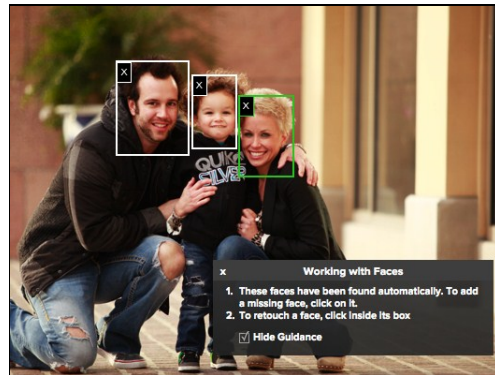 X
X
X
QUIK
SILVER
x Working with Faces
1. These faces have been found automatically. To add
a missing face, click on it.
2. To retouch a face, click inside its box
Hide Guidance